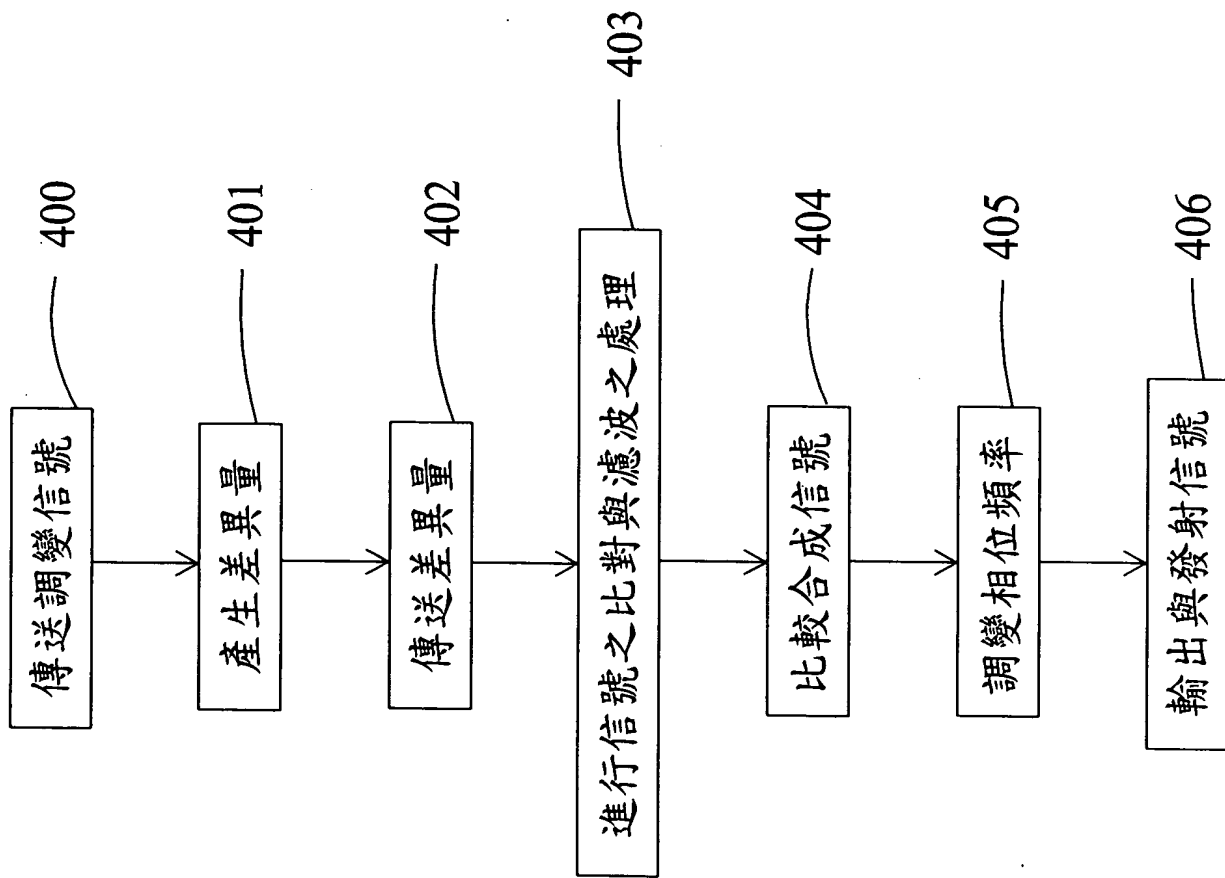 傳送調變信號
400
產生差異量
401
傳送差異量
402
進行信號之比對與濾波之處理
403
比較合成信號
404
調變相位頻率
405
輸出與發射信號
406